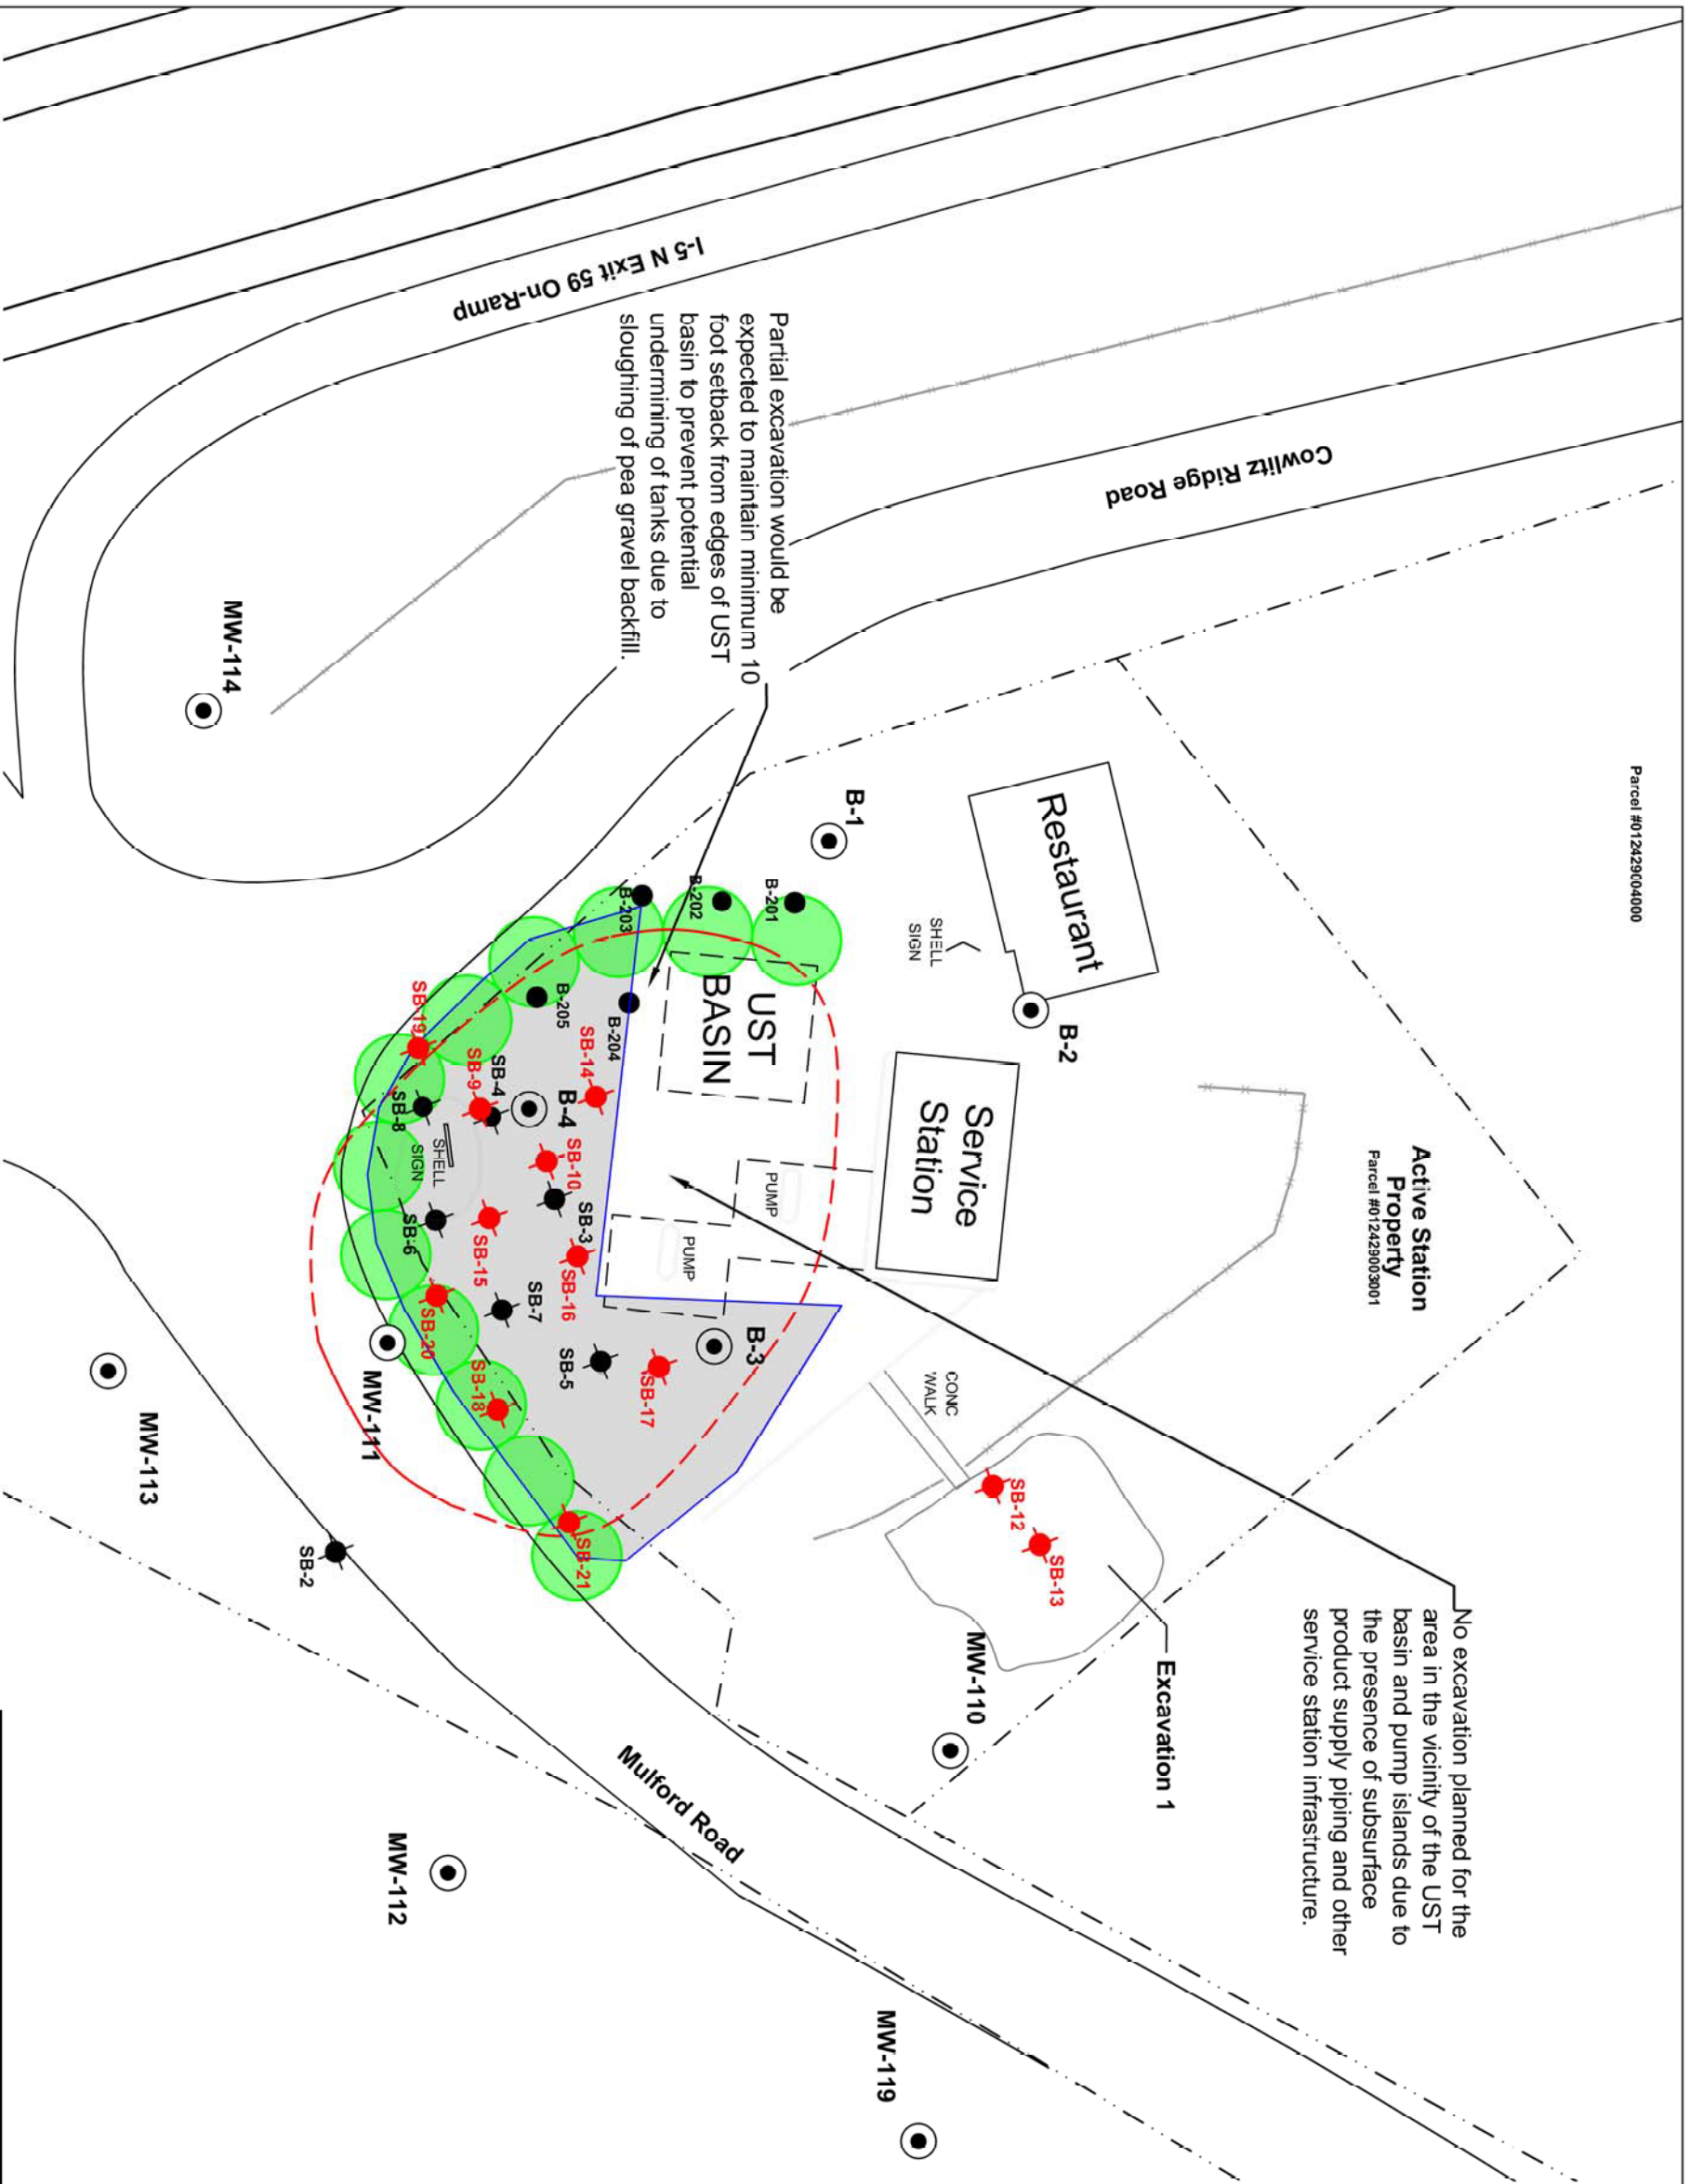 Parcel #012429004000
Active Station
Property
Parcel #012429003001
No excavation planned for the
area in the vicinity of the UST
basin and pump islands due to
the presence of subsurface
product supply piping and other
service station infrastructure.
Cowlitz Ridge Road
I-5 N Exit 59 On-Ramp
Partial excavation would be
expected to maintain minimum 10
foot setback from edges of UST
basin to prevent potential
undermining of tanks due to
sloughing of pea gravel backfill.
Restaurant
SHELL
SIGN
B-2
B-1
Service
Station
UST
BASIN
PUMP
PUMP
CONC
WALK
Excavation 1
SB-12
SB-13
MW-110
B-201
B-202
B-203
B-204
B-205
SB-14
B-4
SB-4
SB-9
SB-19
SB-8
SHELL
SIGN
SB-10
SB-3
SB-16
SB-15
SB-6
SB-7
SB-20
SB-5
B-3
SB-17
SB-18
SB-21
MW-111
MW-114
MW-113
SB-2
Mulford Road
MW-112
MW-119